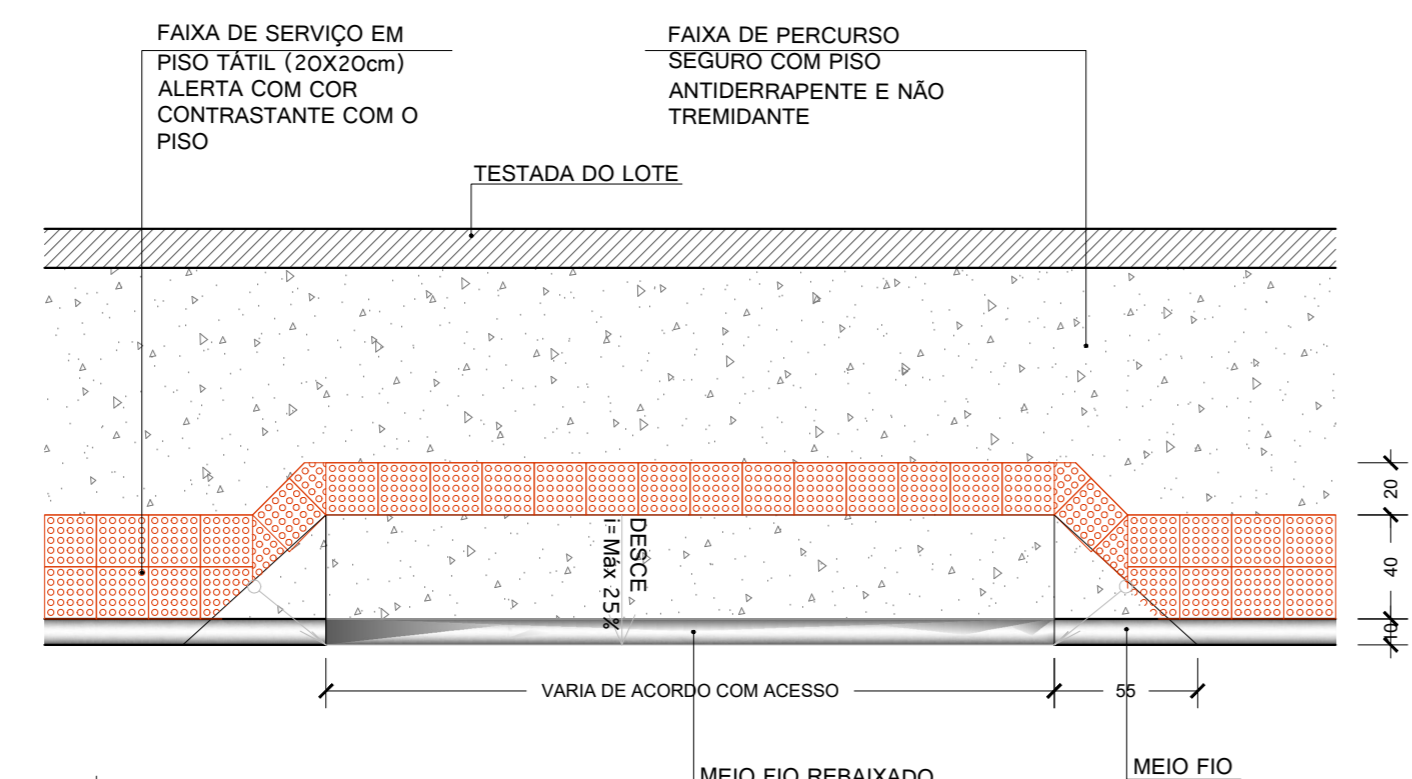 FAIXA DE SERVIÇO EM
PISO TÁTIL (20X20cm)
ALERTA COM COR
CONTRASTANTE COM O
PISO
FAIXA DE PERCURSO
SEGURO COM PISO
ANTIDERRAPENTE E NÃO
TREMIDANTE
TESTADA DO LOTE
20
40
10
DESCE
i= Máx 25%
VARIA DE ACORDO COM ACESSO
55
MEIO FIO REBAIXADO
MEIO FIO